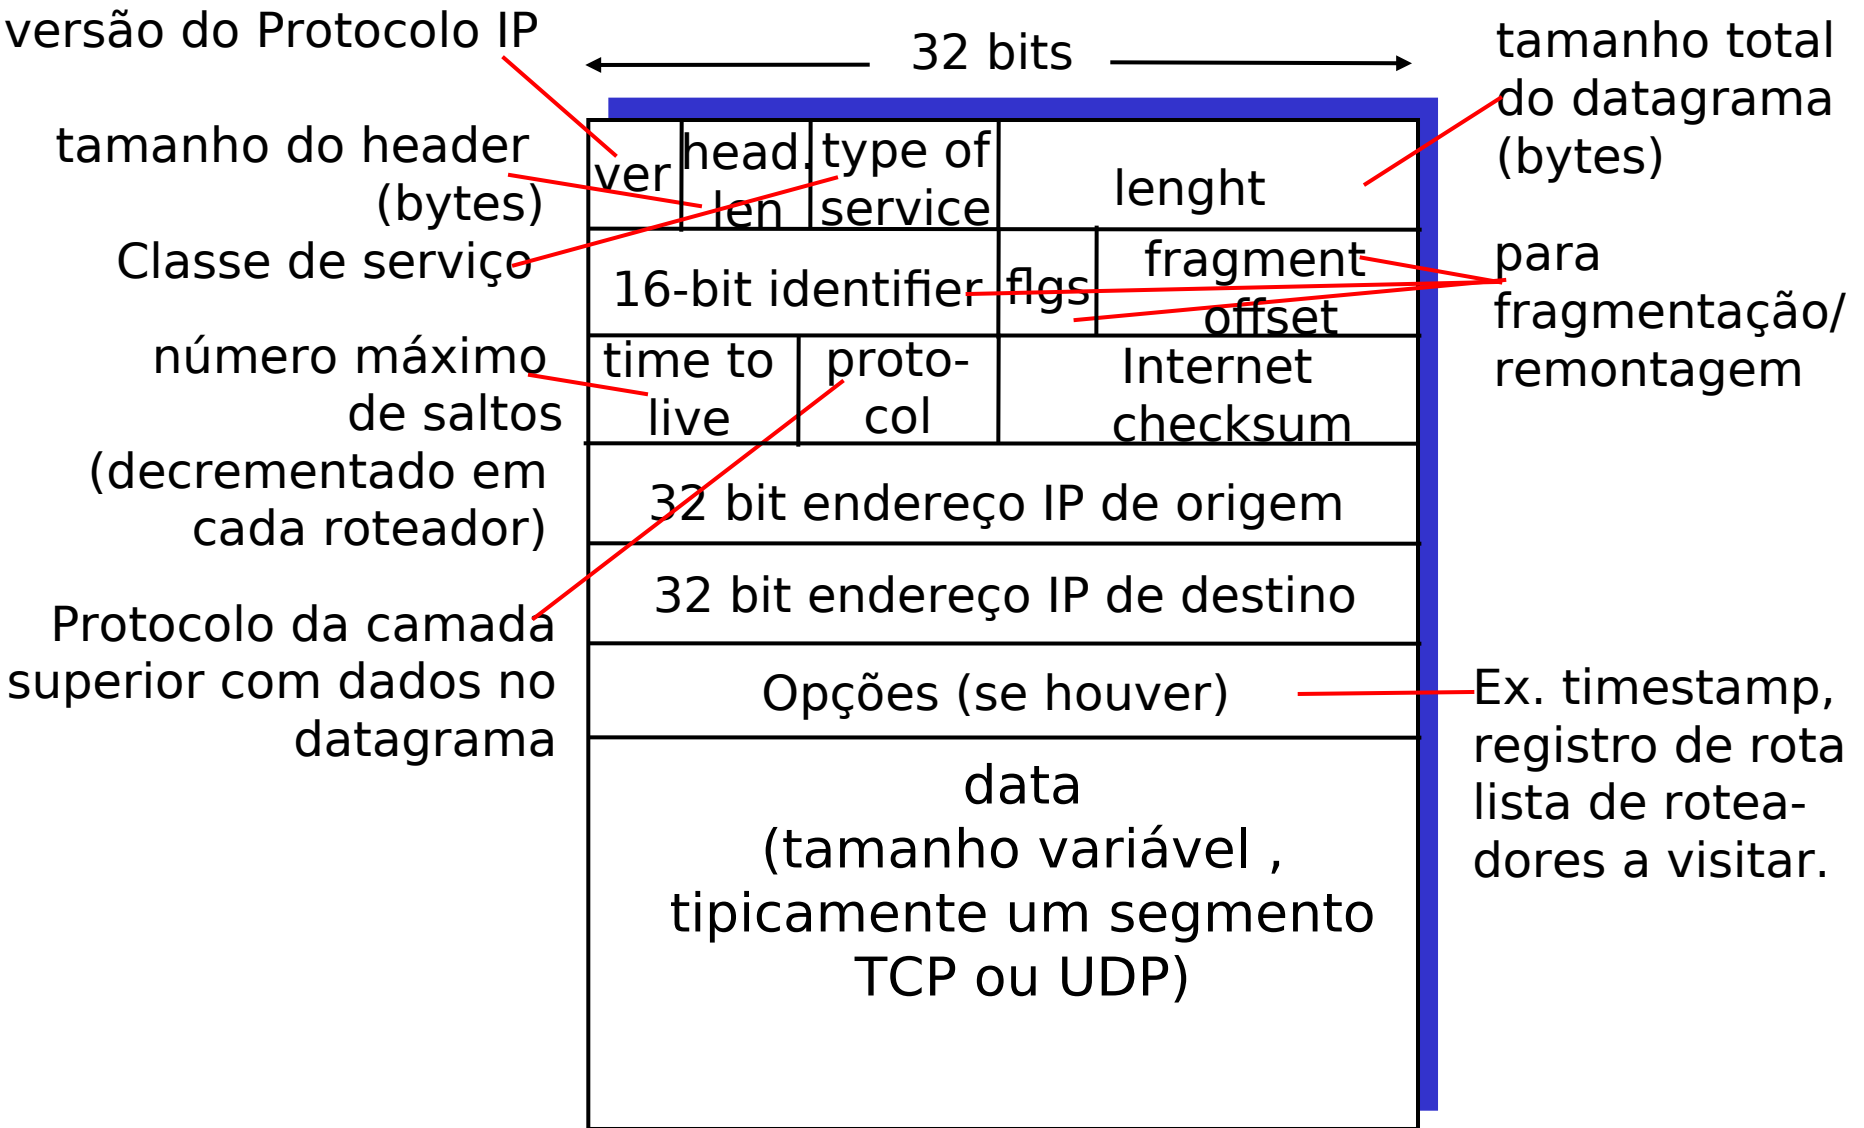 versão do Protocolo IP
32 bits
tamanho total
do datagrama
(bytes)
tamanho do header
(bytes)
Classe de serviço
ver
head.
len
type of
service
lenght
16-bit identifier
flgs
fragment
offset
para
fragmentação/
remontagem
número máximo
de saltos
(decrementado em
cada roteador)
time to
live
proto-
col
Internet
checksum
32 bit endereço IP de origem
32 bit endereço IP de destino
Protocolo da camada
superior com dados no
datagrama
Opções (se houver)
Ex. timestamp,
registro de rota
lista de rotea-
dores a visitar.
data
(tamanho variável ,
tipicamente um segmento
TCP ou UDP)